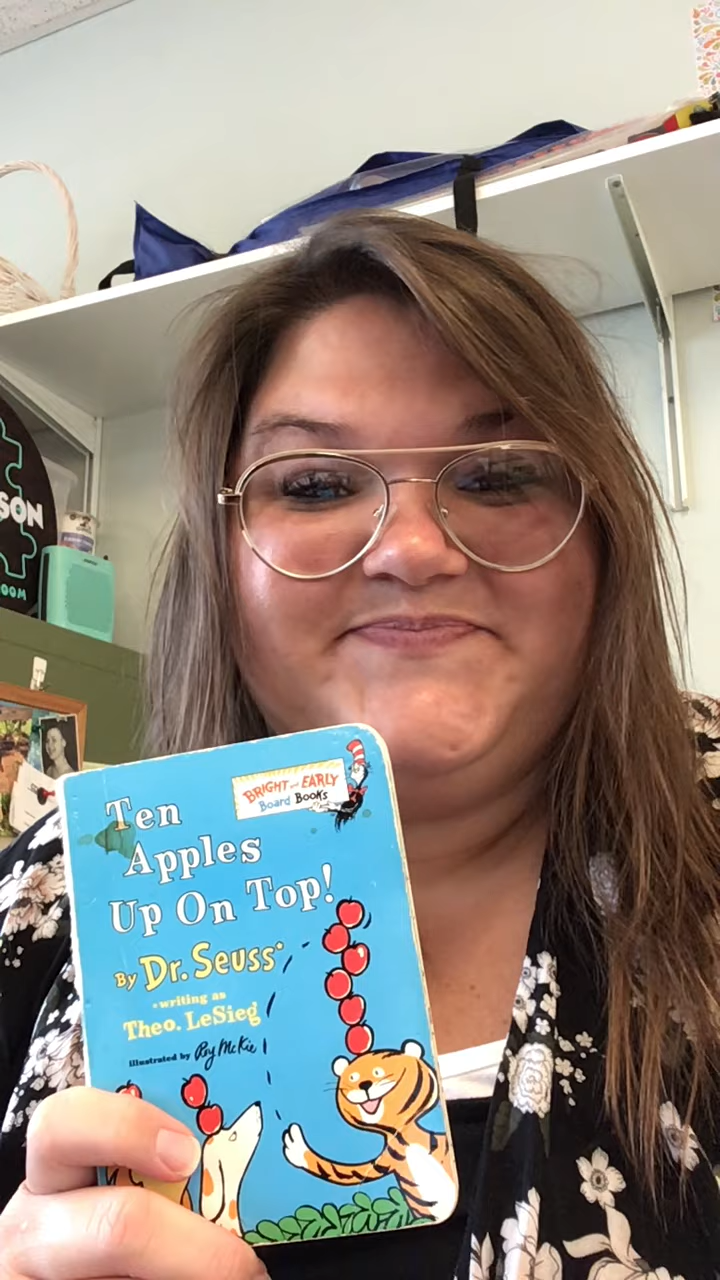 SON
OOM
BRIGHT and EARLY
Board Books
Ten
Apples
Up On Top!
By Dr. Seuss*
*writing as
Theo. LeSieg
illustrated by Roy McKie